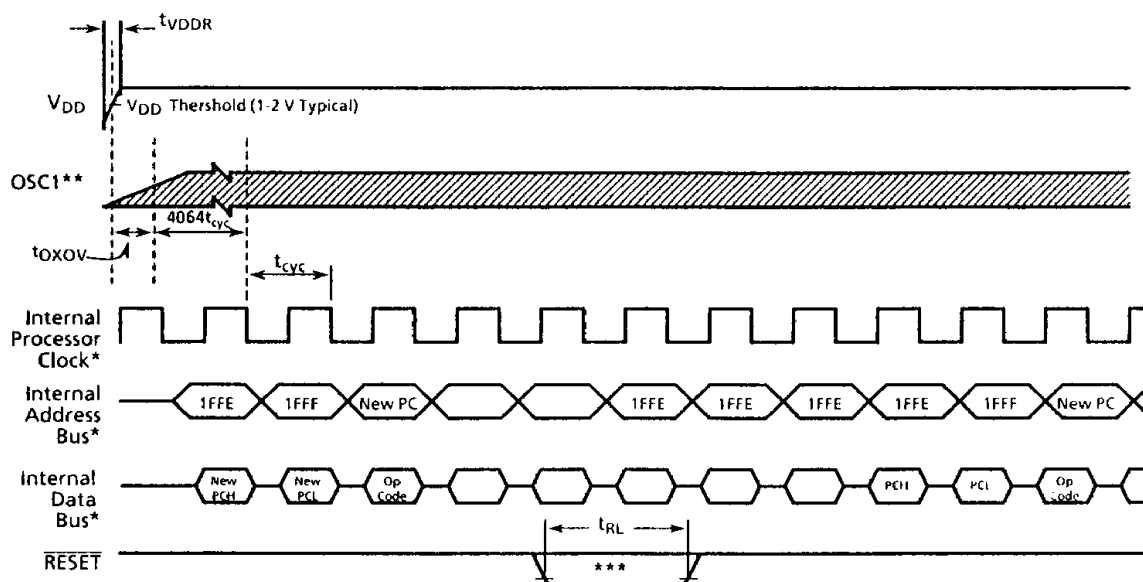 tVDDR
VDD
VDD Thershold (1-2 V Typical)
OSC1**
4064tcyc
tOXOV
tcyc
Internal
Processor
Clock*
Internal
Address
Bus*
1FFE 1FFF New PC 1FFE 1FFE 1FFE 1FFE 1FFF New PC
Internal
Data
Bus*
New PCH New PCL Op Code PCH PCL Op Code
tRL
RESET
***